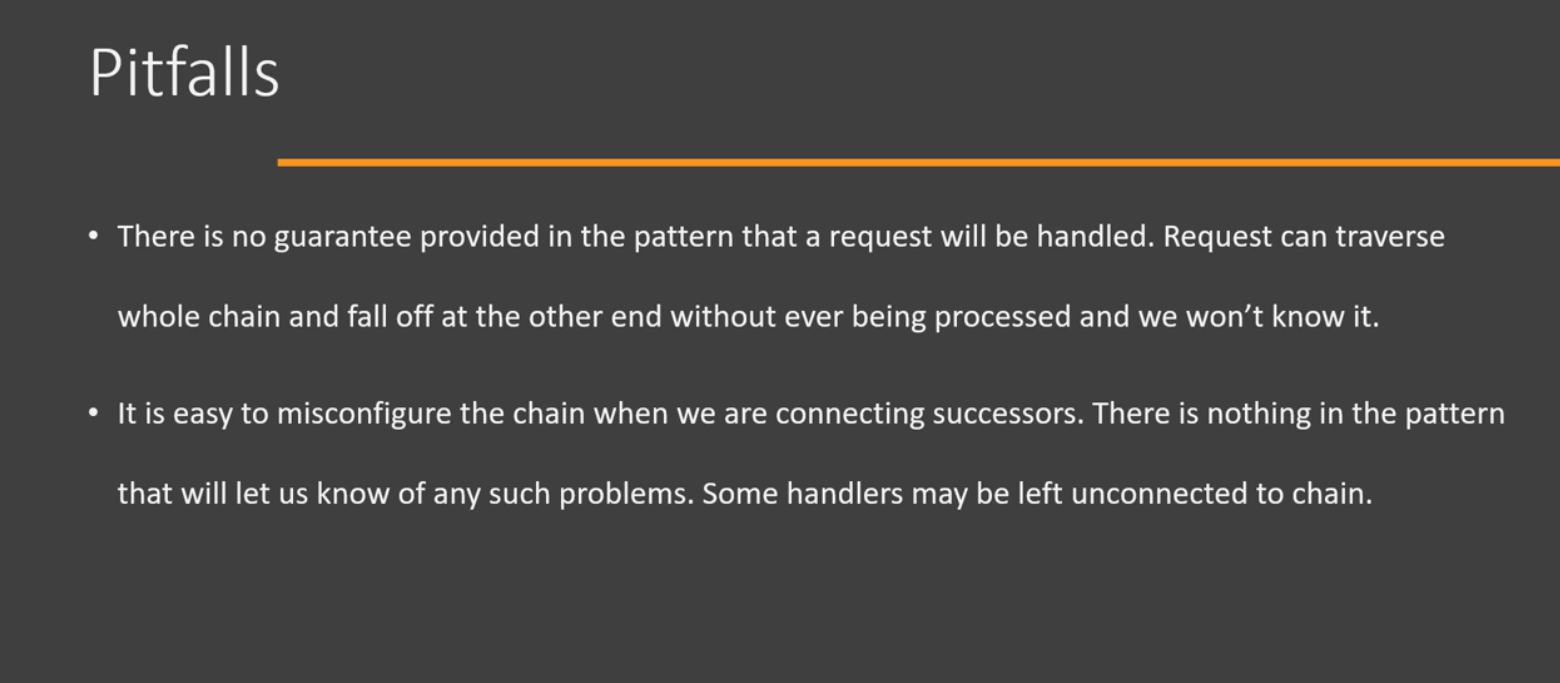 Pitfalls
• There is no guarantee provided in the pattern that a request will be handled. Request can traverse
whole chain and fall off at the other end without ever being processed and we won’t know it.
• It is easy to misconfigure the chain when we are connecting successors. There is nothing in the pattern
that will let us know of any such problems. Some handlers may be left unconnected to chain.